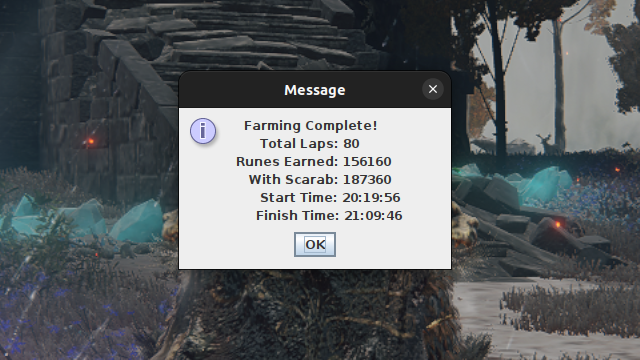 Message
Farming Complete!
Total Laps: 80
Runes Earned: 156160
With Scarab: 187360
Start Time: 20:19:56
Finish Time: 21:09:46
OK